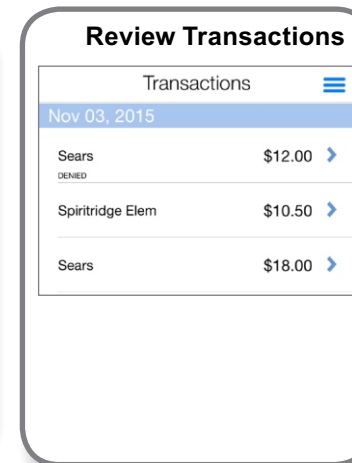 Review Transactions
Transactions
Nov 03, 2015
Sears $12.00
DENIED
Spiritridge Elem $10.50
Sears $18.00